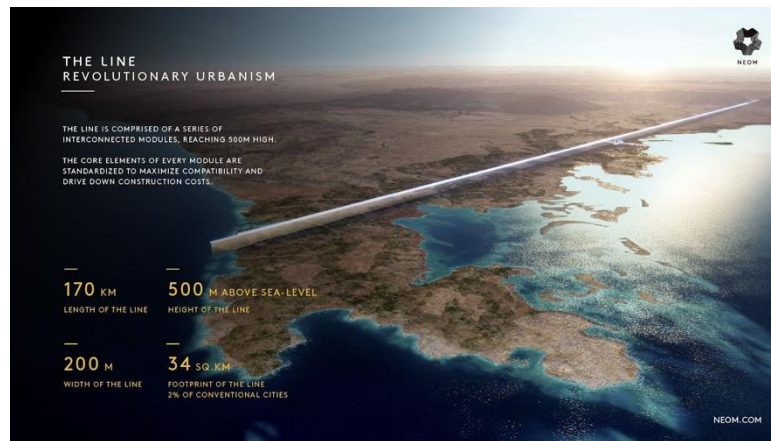 THE LINE
REVOLUTIONARY URBANISM
NEOM
THE LINE IS COMPRISED OF A SERIES OF
INTERCONNECTED MODULES, REACHING 500M HIGH.
THE CORE ELEMENTS OF EVERY MODULE ARE
STANDARDIZED TO MAXIMIZE COMPATIBILITY AND
DRIVE DOWN CONSTRUCTION COSTS.
170 KM
LENGTH OF THE LINE
500 M ABOVE SEA-LEVEL
HEIGHT OF THE LINE
200 M
WIDTH OF THE LINE
34 SQ.KM
FOOTPRINT OF THE LINE
2% OF CONVENTIONAL CITIES
NEOM.COM